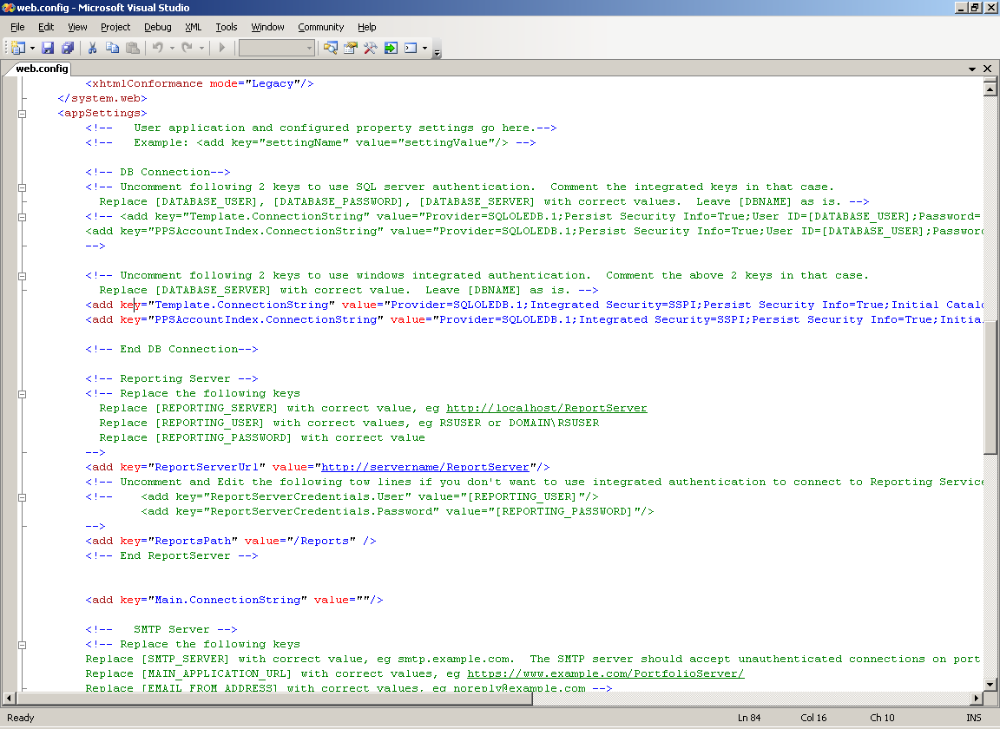 web.config - Microsoft Visual Studio
File Edit View Project Debug XML Tools Window Community Help
web.config
<xhtmlConformance mode="Legacy"/>
</system.web>
<appSettings>
<!--   User application and configured property settings go here.-->
<!--   Example: <add key="settingName" value="settingValue"/> -->
<!-- DB Connection-->
<!-- Uncomment following 2 keys to use SQL server authentication.  Comment the integrated keys in that case.
Replace [DATABASE_USER], [DATABASE_PASSWORD], [DATABASE_SERVER] with correct values.  Leave [DBNAME] as is. -->
<!-- <add key="Template.ConnectionString" value="Provider=SQLOLEDB.1;Persist Security Info=True;User ID=[DATABASE_USER];Password=
<add key="PPSAccountIndex.ConnectionString" value="Provider=SQLOLEDB.1;Persist Security Info=True;User ID=[DATABASE_USER];Password
-->
<!-- Uncomment following 2 keys to use windows integrated authentication.  Comment the above 2 keys in that case.
Replace [DATABASE_SERVER] with correct value.  Leave [DBNAME] as is. -->
<add key="Template.ConnectionString" value="Provider=SQLOLEDB.1;Integrated Security=SSPI;Persist Security Info=True;Initial Catalo
<add key="PPSAccountIndex.ConnectionString" value="Provider=SQLOLEDB.1;Integrated Security=SSPI;Persist Security Info=True;Initial
<!-- End DB Connection-->
<!-- Reporting Server -->
<!-- Replace the following keys
Replace [REPORTING_SERVER] with correct value, eg http://localhost/ReportServer
Replace [REPORTING_USER] with correct values, eg RSUSER or DOMAIN\RSUSER
Replace [REPORTING_PASSWORD] with correct value
-->
<add key="ReportServerUrl" value="http://servername/ReportServer"/>
<!-- Uncomment and Edit the following tow lines if you don't want to use integrated authentication to connect to Reporting Service
<!--    <add key="ReportServerCredentials.User" value="[REPORTING_USER]"/>
<add key="ReportServerCredentials.Password" value="[REPORTING_PASSWORD]"/>
-->
<add key="ReportsPath" value="/Reports" />
<!-- End ReportServer -->
<add key="Main.ConnectionString" value=""/>
<!--   SMTP Server -->
<!-- Replace the following keys
Replace [SMTP_SERVER] with correct value, eg smtp.example.com.  The SMTP server should accept unauthenticated connections on port
Replace [MAIN_APPLICATION_URL] with correct values, eg https://www.example.com/PortfolioServer/
Replace [EMAIL_FROM_ADDRESS] with correct values, eg noreply@example.com -->
Ready Ln 84 Col 16 Ch 10 INS